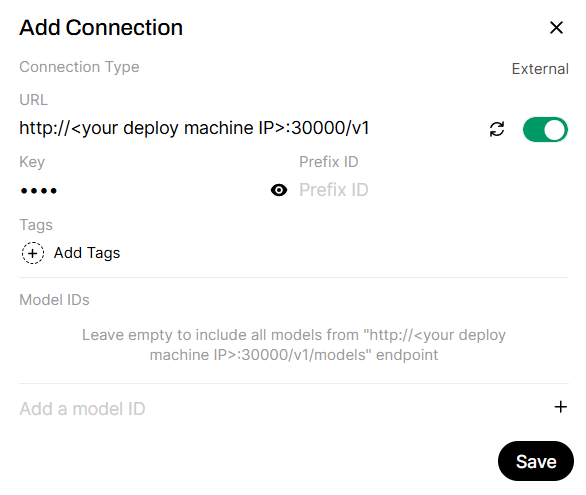 Add Connection
Connection Type
External
URL
http://<your deploy machine IP>:30000/v1
Key
Prefix ID
••••
Prefix ID
Tags
Add Tags
Model IDs
Leave empty to include all models from "http://<your deploy
machine IP>:30000/v1/models" endpoint
Add a model ID
Save